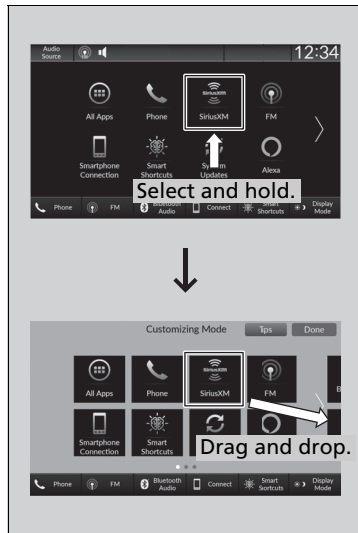 Audio
Source
12:34
SiriusXM
All Apps
Phone
SiriusXM
FM
Smartphone
Connection
Smart
Shortcuts
System
Updates
Alexa
Select and hold.
Phone
FM
Bluetooth
Audio
Connect
Smart
Shortcuts
Display
Mode
Customizing Mode
Tips
Done
SiriusXM
All Apps
Phone
SiriusXM
FM
B
Smartphone
Connection
Smart
Shortcuts
Drag and drop.
Phone
FM
Bluetooth
Audio
Connect
Smart
Sortcuts
Display
Mode